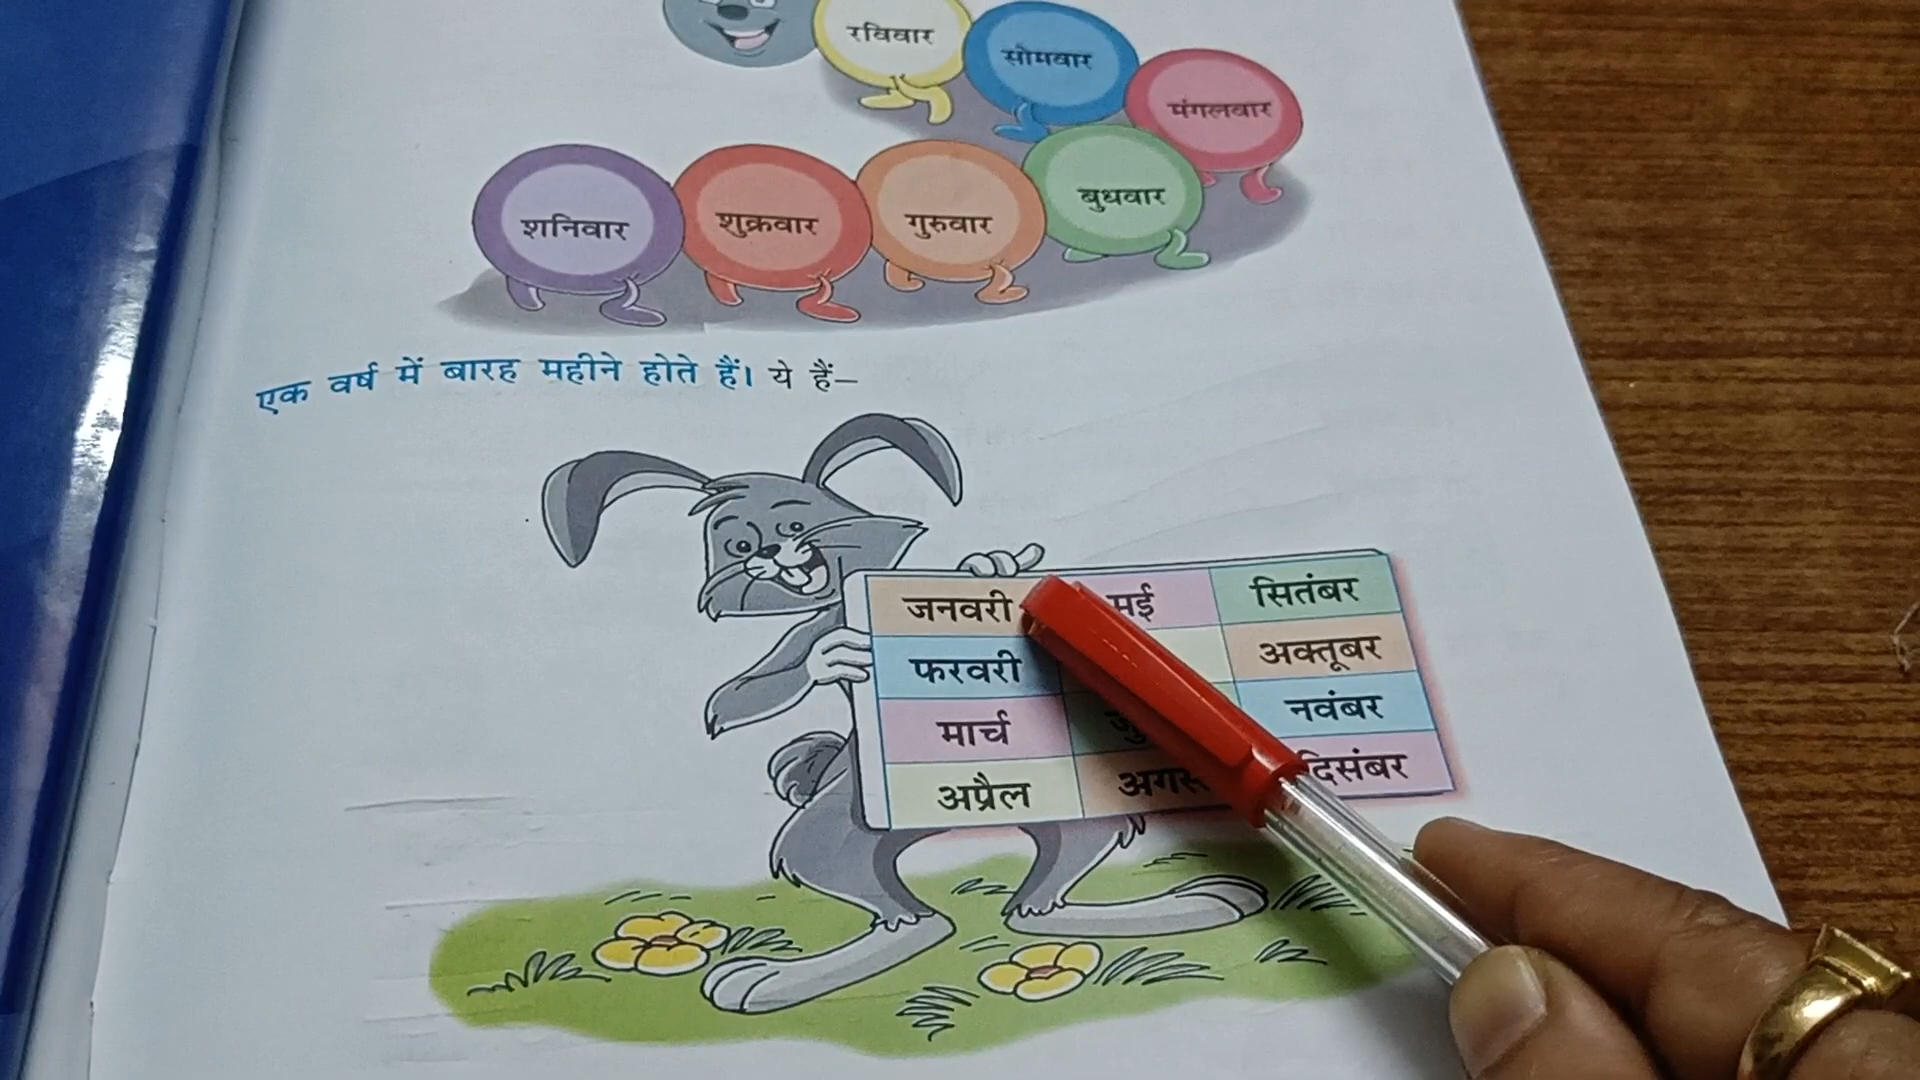 रविवार
सोमवार
मंगलवार
बुधवार
गुरुवार
शुक्रवार
शनिवार
एक वर्ष में बारह महीने होते हैं। ये हैं–
जनवरी मई सितंबर
फरवरी अक्तूबर
मार्च नवंबर
अप्रैल दिसंबर